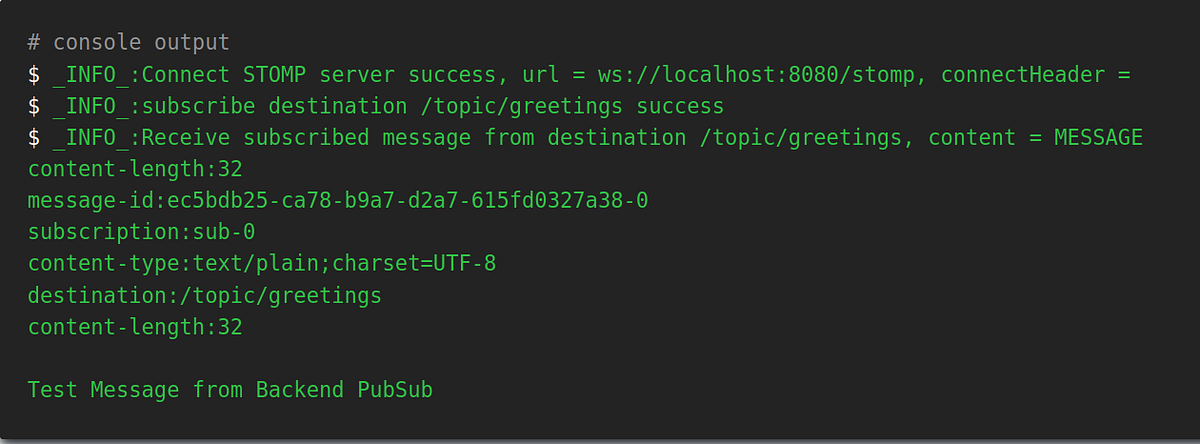 # console output
$ _INFO_:Connect STOMP server success, url = ws://localhost:8080/stomp, connectHeader =
$ _INFO_:subscribe destination /topic/greetings success
$ _INFO_:Receive subscribed message from destination /topic/greetings, content = MESSAGE
content-length:32
message-id:ec5bdb25-ca78-b9a7-d2a7-615fd0327a38-0
subscription:sub-0
content-type:text/plain;charset=UTF-8
destination:/topic/greetings
content-length:32

Test Message from Backend PubSub